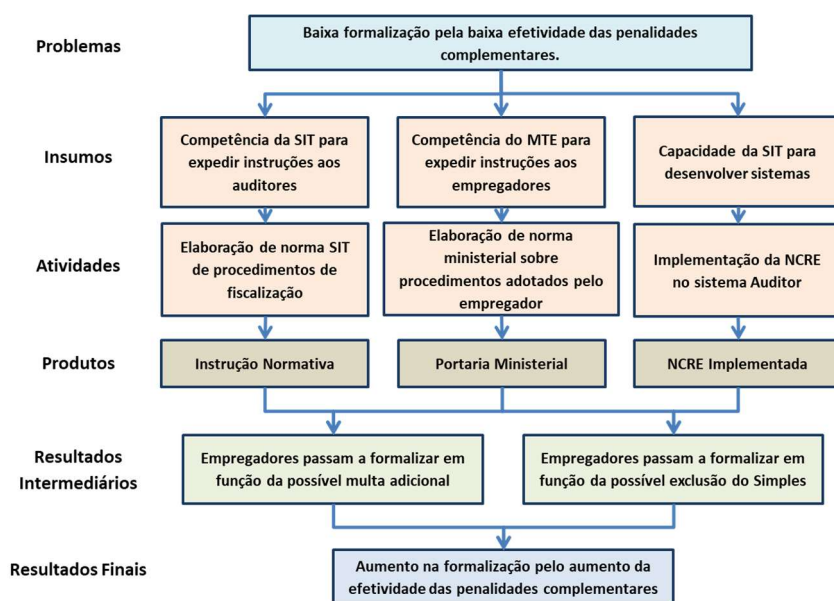 Problemas
Baixa formalização pela baixa efetividade das penalidades
complementares.
Insumos
Competência da SIT para
expedir instruções aos
auditores
Competência do MTE para
expedir instruções aos
empregadores
Capacidade da SIT para
desenvolver sistemas
Atividades
Elaboração de norma SIT
de procedimentos de
fiscalização
Elaboração de norma
ministerial sobre
procedimentos adotados pelo
empregador
Implementação da NCRE
no sistema Auditor
Produtos
Instrução Normativa
Portaria Ministerial
NCRE Implementada
Resultados
Intermediários
Empregadores passam a formalizar em
função da possível multa adicional
Empregadores passam a formalizar em
função da possível exclusão do Simples
Resultados Finais
Aumento na formalização pelo aumento da
efetividade das penalidades complementares